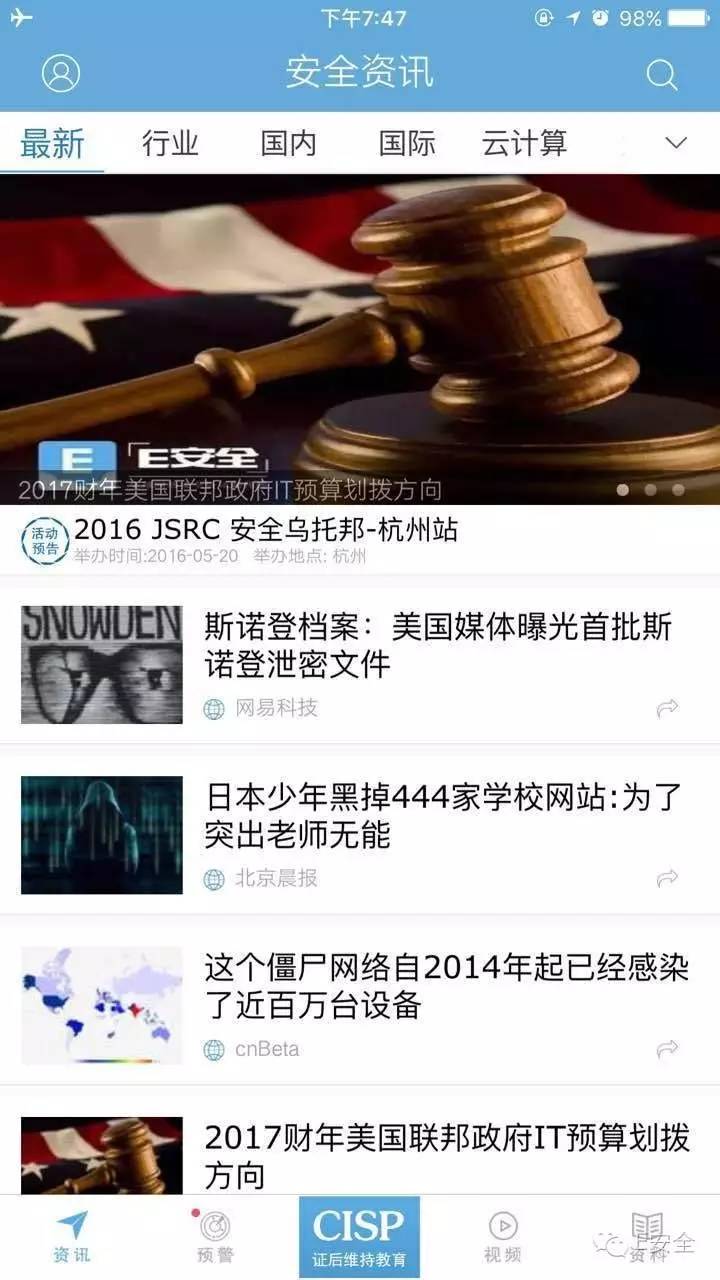 下午7:47
98%
安全资讯
最新 行业 国内 国际 云计算
E 「E安全」
2017财年美国联邦政府IT预算划拨方向
活动
预告
2016 JSRC 安全乌托邦-杭州站
举办时间:2016-05-20 举办地点: 杭州
SNOWDEN
斯诺登档案：美国媒体曝光首批斯
诺登泄密文件
网易科技
日本少年黑掉444家学校网站:为了
突出老师无能
北京晨报
这个僵尸网络自2014年起已经感染
了近百万台设备
cnBeta
2017财年美国联邦政府IT预算划拨
方向
CISP
证后维持教育
资讯 预警 视频 资料
E安全